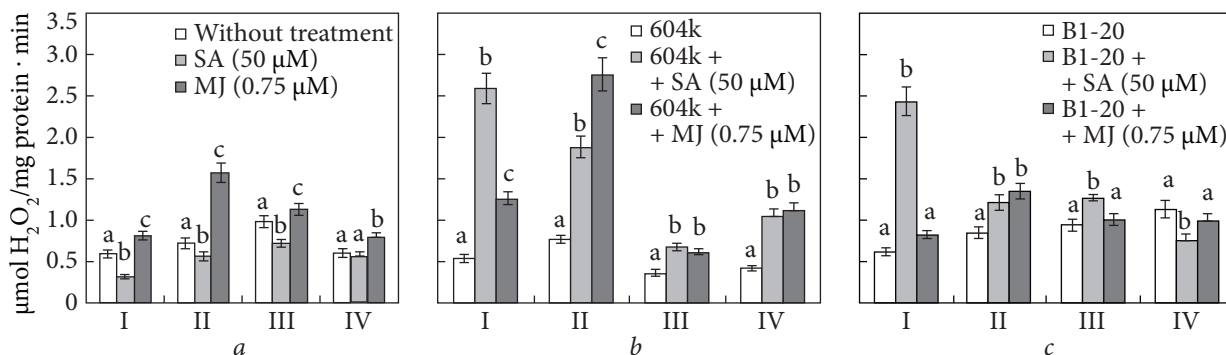 μmol H2O2/mg protein · min
3.5
3.0
2.5
2.0
1.5
1.0
0.5
0
Without treatment
SA (50 μM)
MJ (0.75 μM)
a b c
a b c
a b c
a a b
I II III IV
a
604k
604k +
+ SA (50 μM)
604k +
+ MJ (0.75 μM)
a b c
a b c
a b b
a b b
I II III IV
b
B1-20
B1-20 +
+ SA (50 μM)
B1-20 +
+ MJ (0.75 μM)
a b a
a b b
a b a
a b a
I II III IV
c